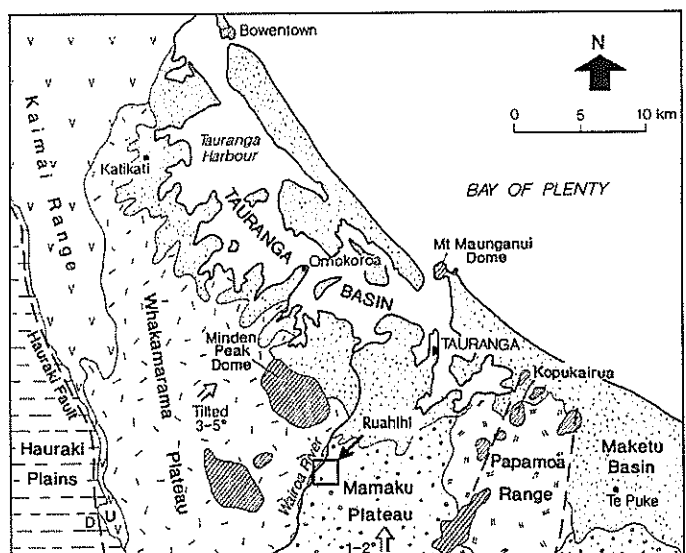 Bowentown
N
0 5 10 km
Kaimai Range
Tauranga
Harbour
Katikati
BAY OF PLENTY
TAURANGA
BASIN
Omokoroa
Mt Maunganui
Dome
Whakamarama
Plateau
Hauraki Fault
Minden
Peak
Dome
TAURANGA
Kopukairua
Tilted
3-5°
Ruahihi
Wairoa River
Hauraki
Plains
Mamaku
Plateau
Papamoa
Range
Maketu
Basin
Te Puke
U
D
1-2°